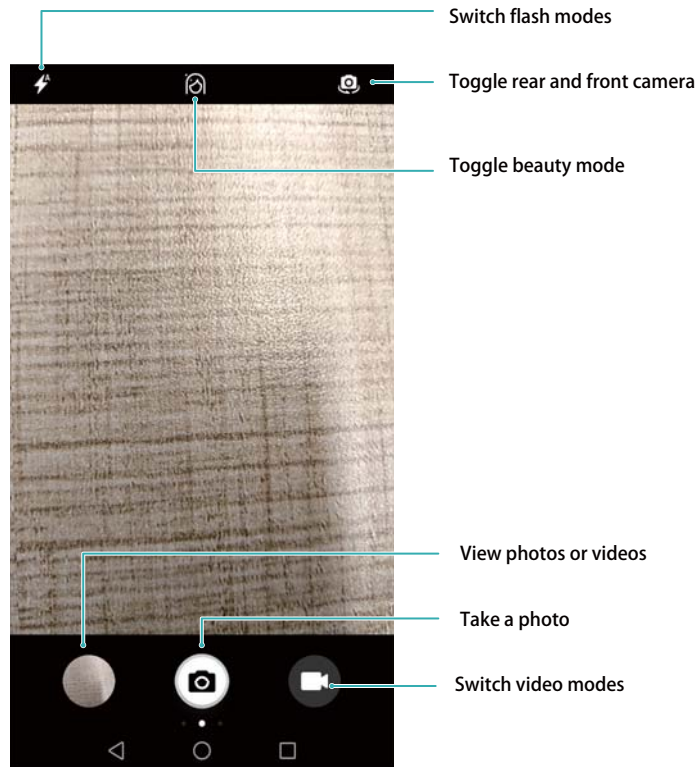 Switch flash modes
Toggle rear and front camera
Toggle beauty mode
View photos or videos
Take a photo
Switch video modes